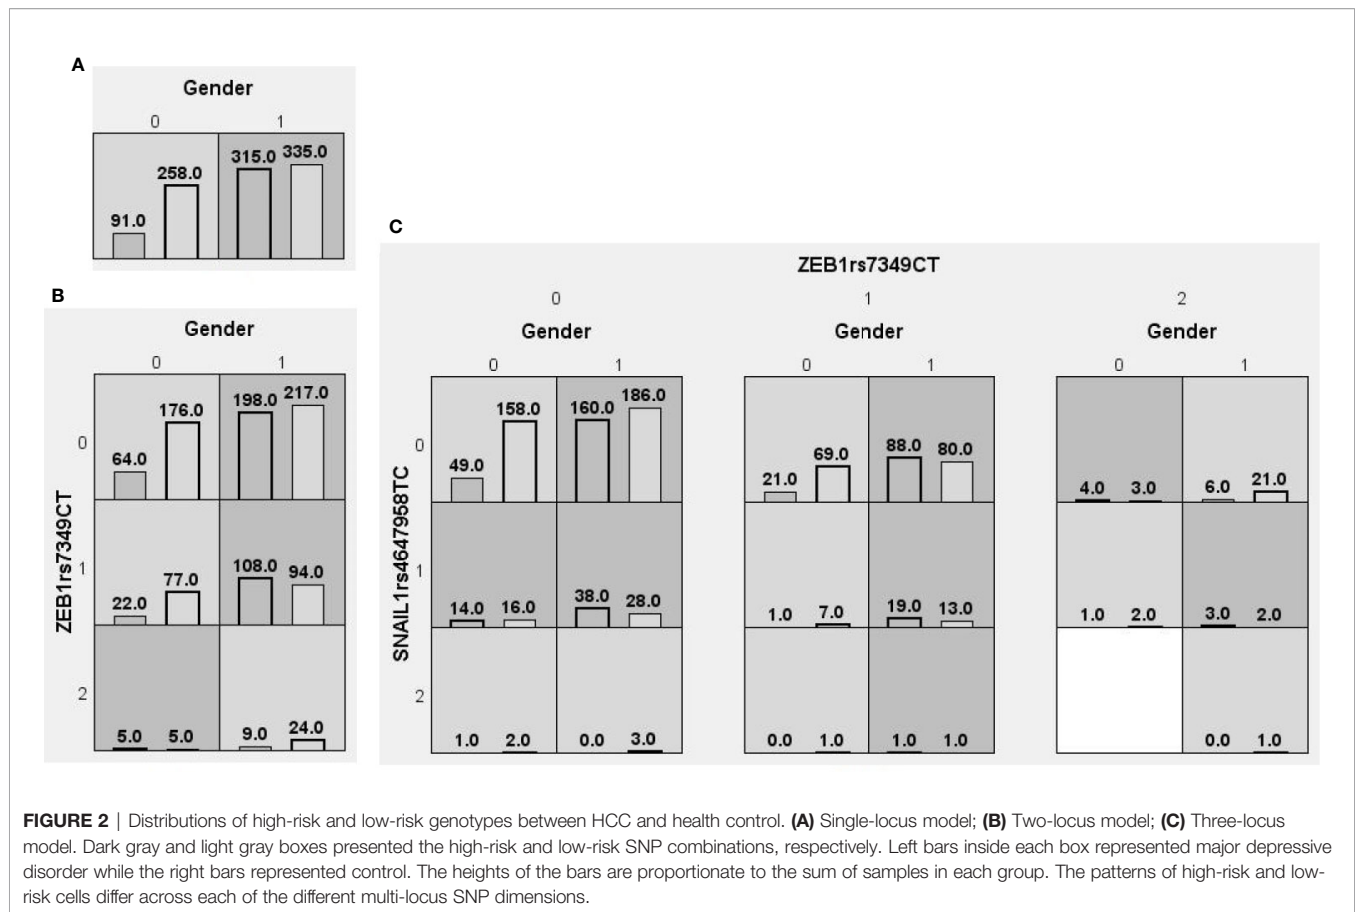 A
Gender
0 1
91.0 258.0 315.0 335.0
B
Gender
0 1
ZEB1rs7349CT
0
64.0 176.0 198.0 217.0
1
22.0 77.0 108.0 94.0
2
5.0 5.0 9.0 24.0
C
ZEB1rs7349CT
0 1 2
Gender Gender Gender
0 1 0 1 0 1
SNAIL1rs4647958TC
0
49.0 158.0 160.0 186.0 21.0 69.0 88.0 80.0 4.0 3.0 6.0 21.0
1
14.0 16.0 38.0 28.0 1.0 7.0 19.0 13.0 1.0 2.0 3.0 2.0
2
1.0 2.0 0.0 3.0 0.0 1.0 1.0 1.0 0.0 1.0
FIGURE 2 | Distributions of high-risk and low-risk genotypes between HCC and health control. (A) Single-locus model; (B) Two-locus model; (C) Three-locus
model. Dark gray and light gray boxes presented the high-risk and low-risk SNP combinations, respectively. Left bars inside each box represented major depressive
disorder while the right bars represented control. The heights of the bars are proportionate to the sum of samples in each group. The patterns of high-risk and low-
risk cells differ across each of the different multi-locus SNP dimensions.